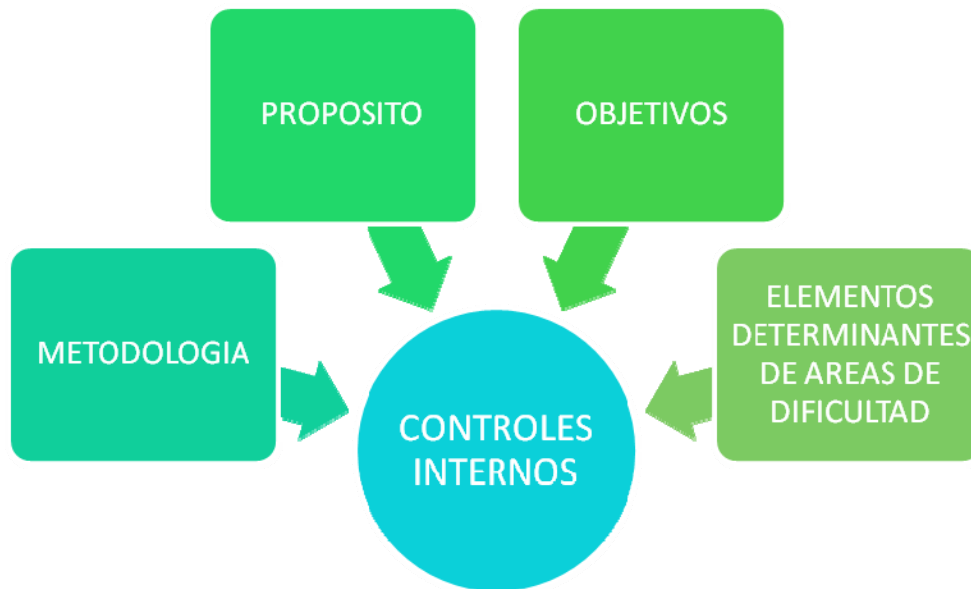 PROPOSITO
OBJETIVOS
METODOLOGIA
ELEMENTOS
DETERMINANTES
DE AREAS DE
DIFICULTAD
CONTROLES
INTERNOS